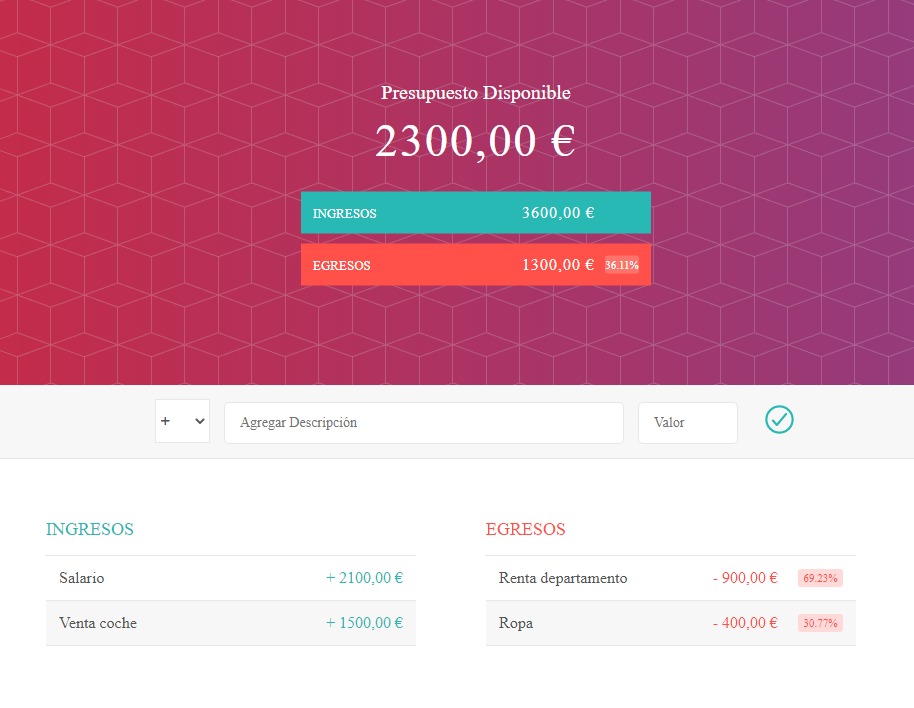 Presupuesto Disponible
2300,00 €
INGRESOS 3600,00 €
EGRESOS 1300,00 € 36.11%
+ Agregar Descripción Valor
INGRESOS
Salario + 2100,00 €
Venta coche + 1500,00 €
EGRESOS
Renta departamento - 900,00 € 69.23%
Ropa - 400,00 € 30.77%